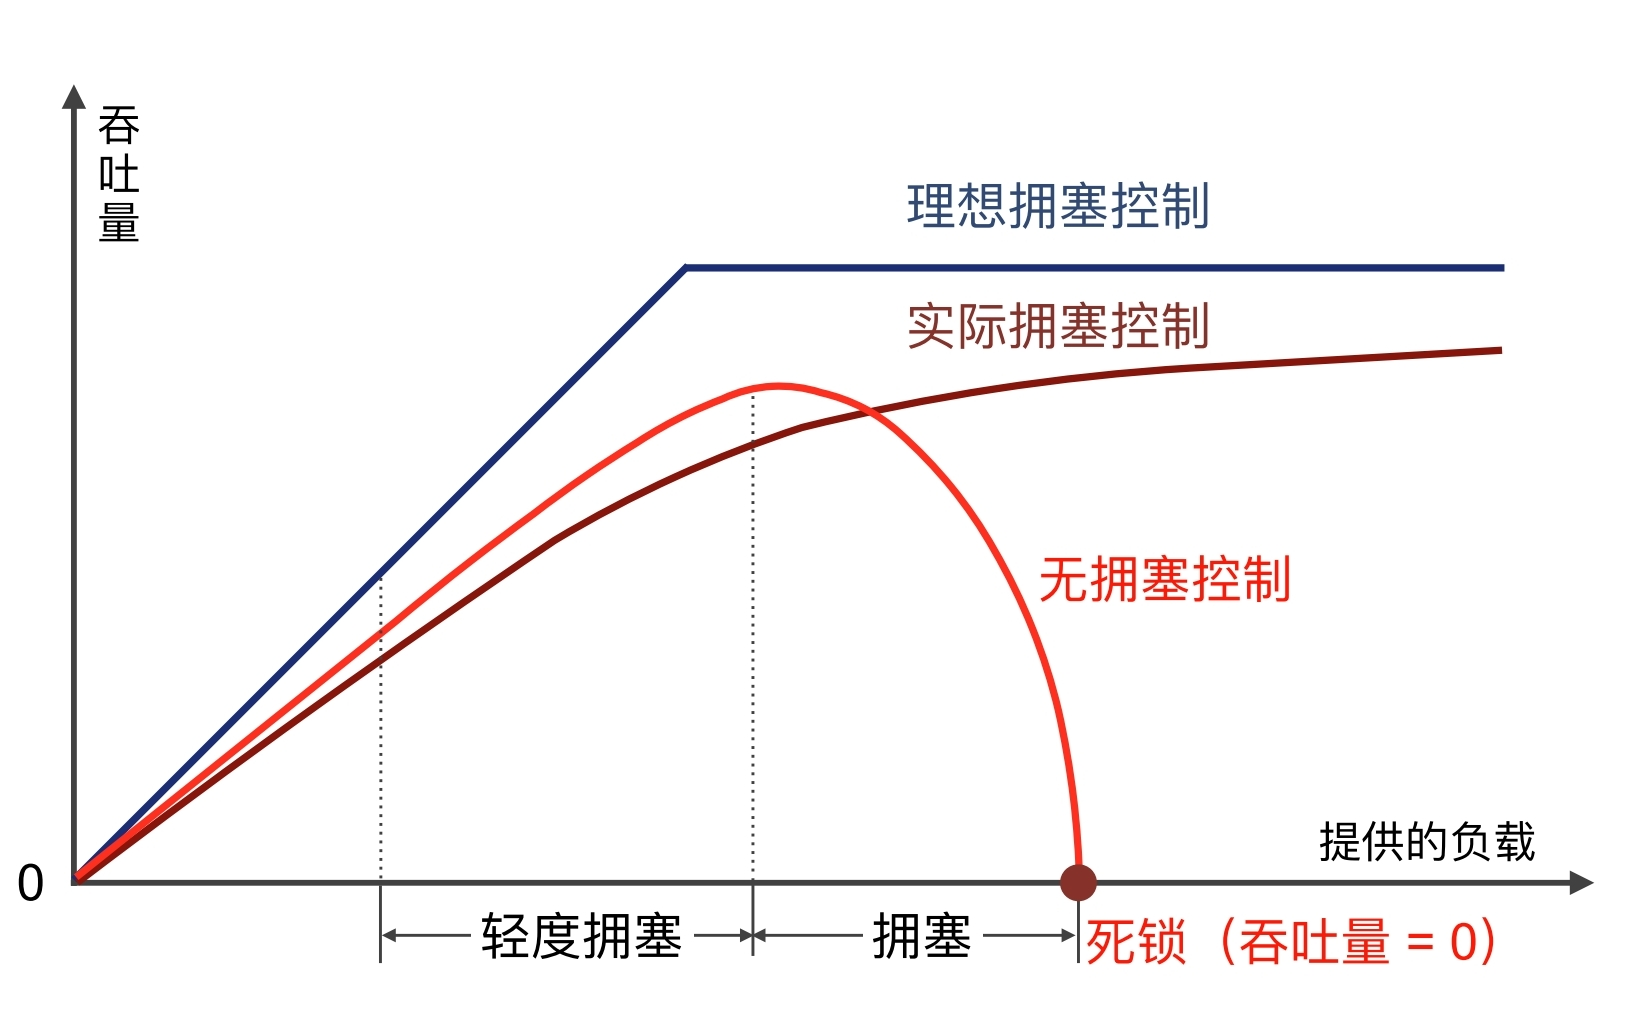 吞吐量
理想拥塞控制
实际拥塞控制
无拥塞控制
提供的负载
0
轻度拥塞
拥塞
死锁（吞吐量 = 0）